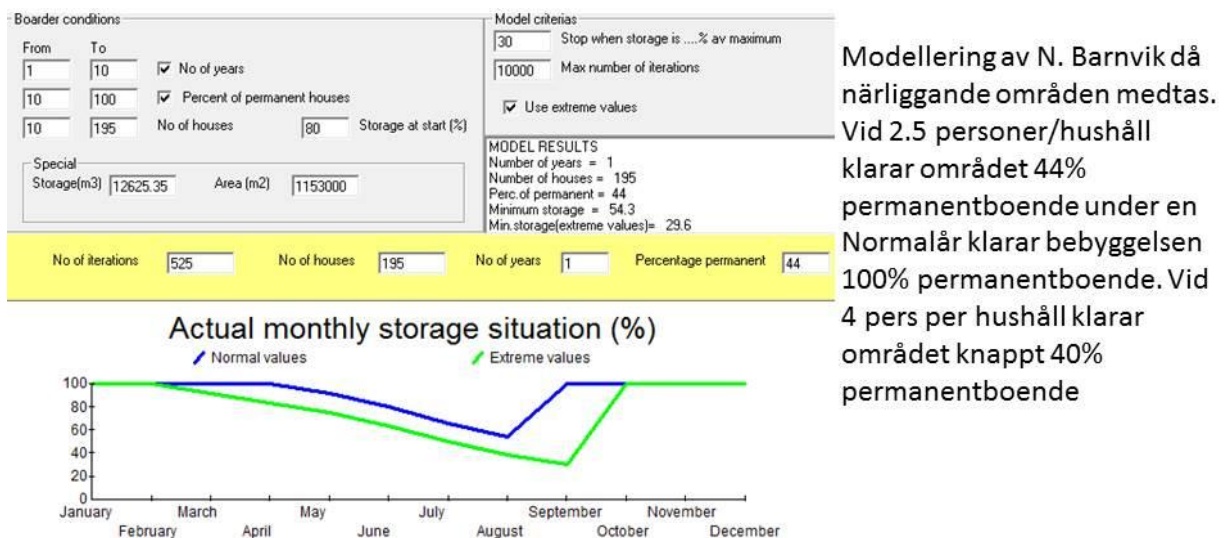 Boarder conditions
From To
1 10 No of years
10 100 Percent of permanent houses
10 195 No of houses 80 Storage at start (%)
Special
Storage(m3) 12625.35 Area (m2) 1153000
Model criterias
30 Stop when storage is ....% av maximum
10000 Max number of iterations
Use extreme values
MODEL RESULTS
Number of years = 1
Number of houses = 195
Perc.of permanent = 44
Minimum storage = 54.3
Min.storage(extreme values)= 29.6
No of iterations 525 No of houses 195 No of years 1 Percentage permanent 44
Modellering av N. Barnvik då
närliggande områden medtas.
Vid 2.5 personer/hushåll
klarar området 44%
permanentboende under en
Normalår klarar bebyggelsen
100% permanentboende. Vid
4 pers per hushåll klarar
området knappt 40%
permanentboende
Actual monthly storage situation (%)
Normal values Extreme values
100
80
60
40
20
0
January March May July September November
February April June August October December